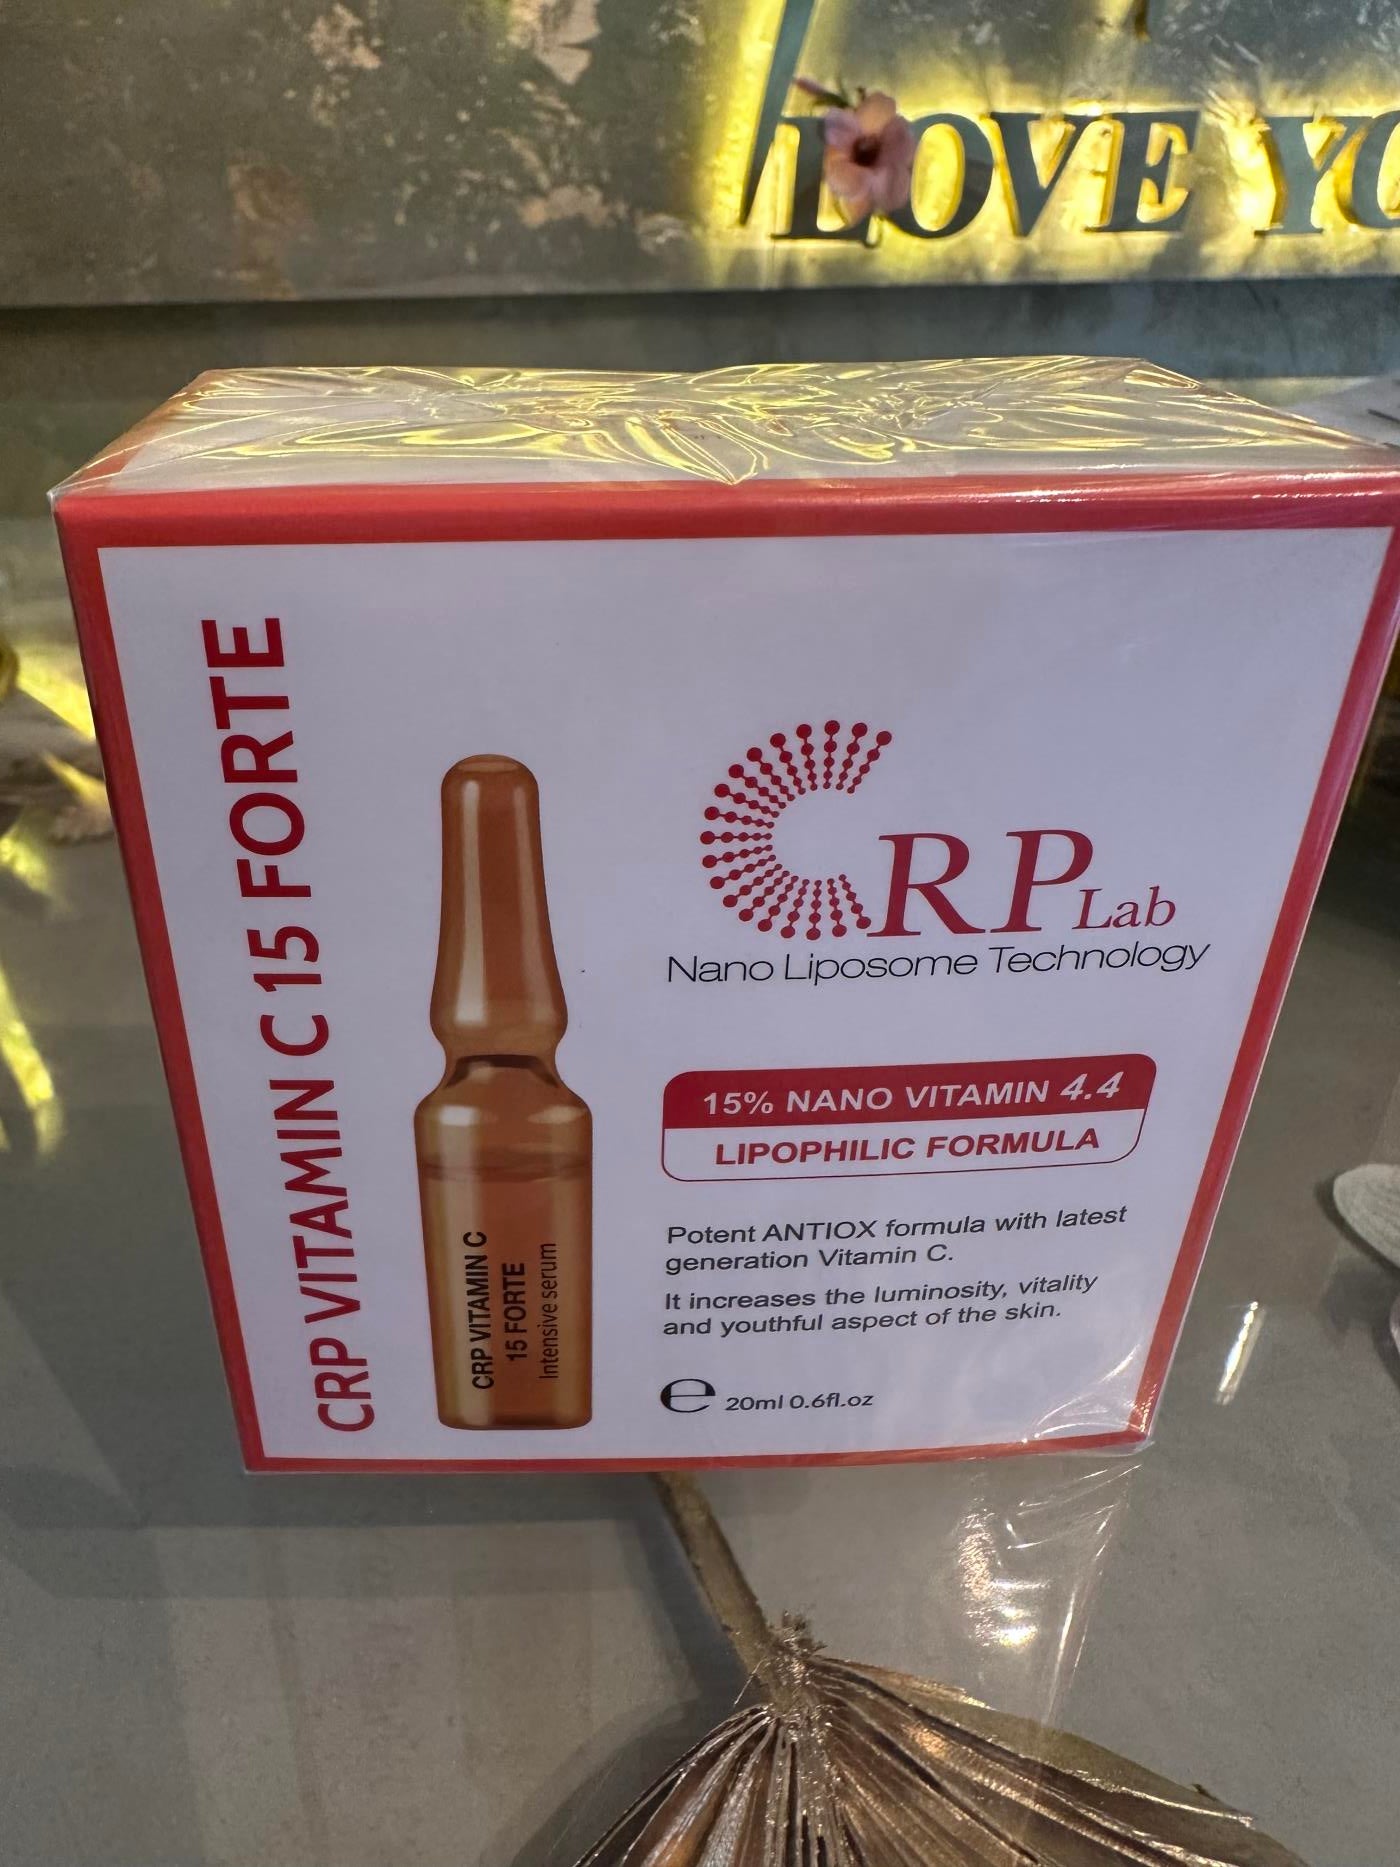 LOVE YO
CRP VITAMIN C 15 FORTE
CRP VITAMIN C
15 FORTE
Intensive serum
CRP Lab
Nano Liposome Technology
15% NANO VITAMIN 4.4
LIPOPHILIC FORMULA
Potent ANTIOX formula with latest
generation Vitamin C.
It increases the luminosity, vitality
and youthful aspect of the skin.
e 20ml 0.6fl.oz